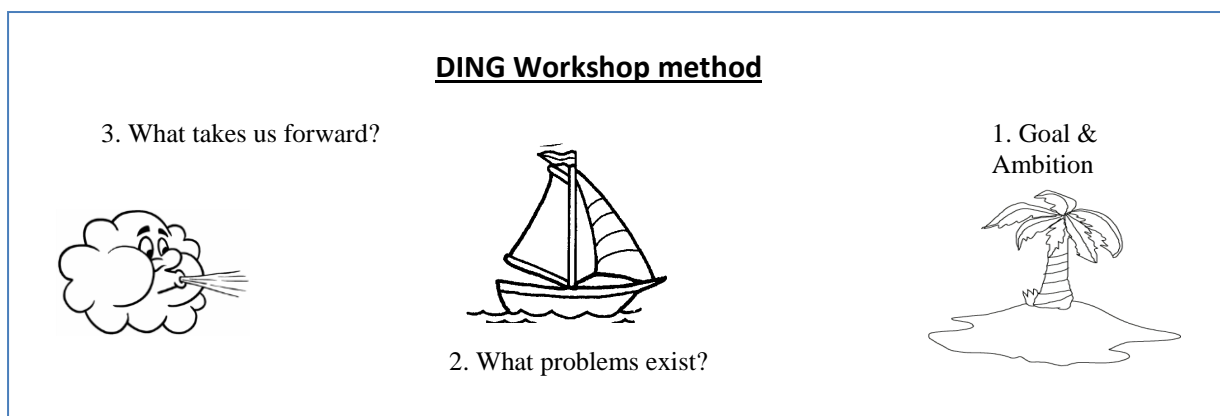 DING Workshop method
3. What takes us forward?
1. Goal &
Ambition
2. What problems exist?